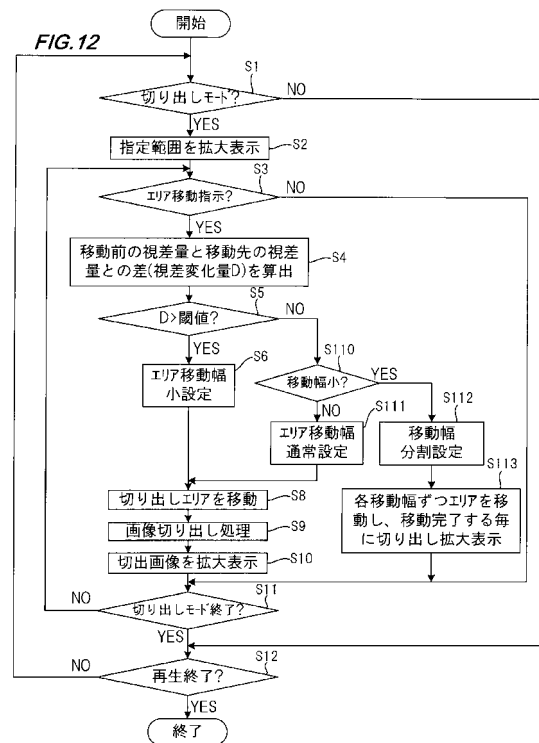 開始
FIG.12
S1
切り出しモード?
NO
YES
指定範囲を拡大表示
S2
S3
エリア移動指示?
NO
YES
移動前の視差量と移動先の視差
量との差(視差変化量D)を算出
S4
S5
D>閾値?
NO
YES
S6
エリア移動幅
小設定
S110
移動幅小?
YES
NO
S111
エリア移動幅
通常設定
S112
移動幅
分割設定
S113
各移動幅ずつエリアを移
動し、移動完了する毎
に切り出し拡大表示
切り出しエリアを移動
S8
画像切り出し処理
S9
切出画像を拡大表示
S10
S11
NO
切り出しモード終了?
YES
S12
NO
再生終了?
YES
終了